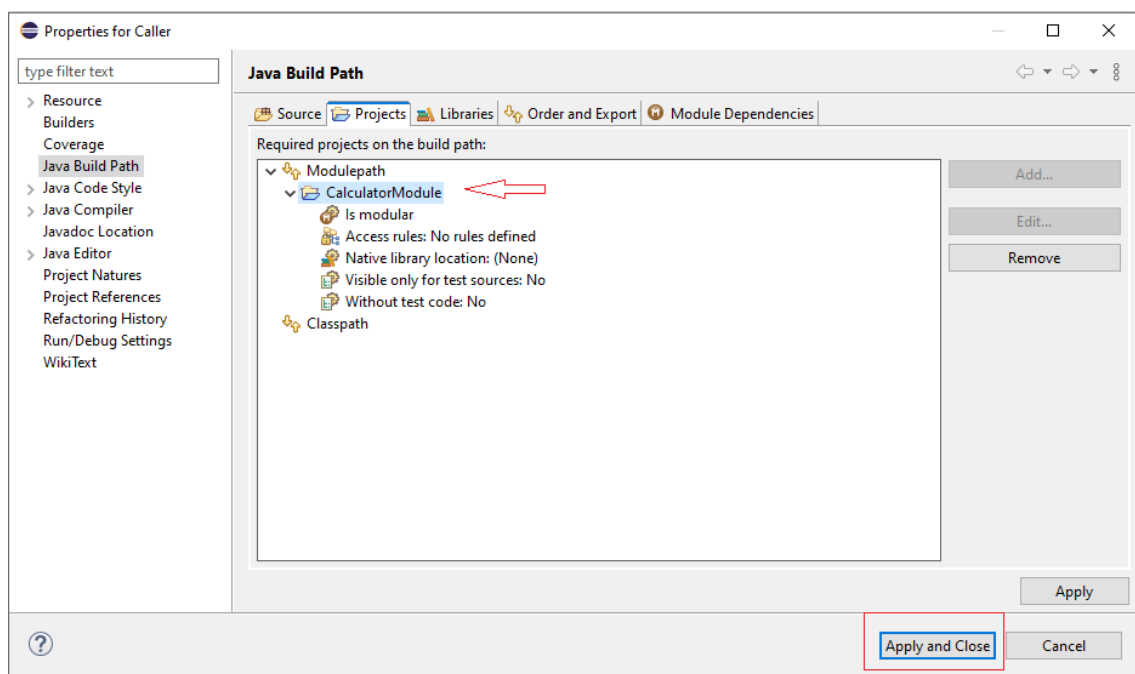 Properties for Caller
type filter text
Resource
Builders
Coverage
Java Build Path
Java Code Style
Java Compiler
Javadoc Location
Java Editor
Project Natures
Project References
Refactoring History
Run/Debug Settings
WikiText
Java Build Path
Source Projects Libraries Order and Export Module Dependencies
Required projects on the build path:
Modulepath
CalculatorModule
Is modular
Access rules: No rules defined
Native library location: (None)
Visible only for test sources: No
Without test code: No
Classpath
Add...
Edit...
Remove
Apply
Apply and Close Cancel